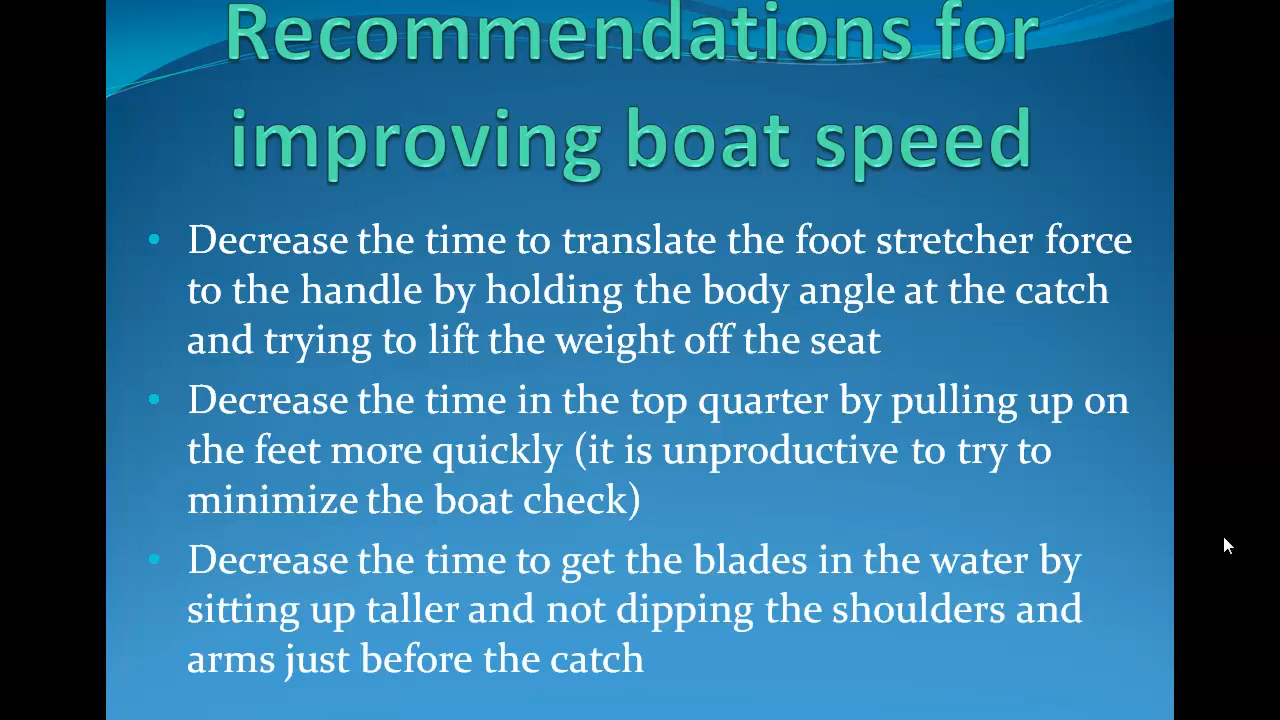 Recommendations for
improving boat speed
• Decrease the time to translate the foot stretcher force
to the handle by holding the body angle at the catch
and trying to lift the weight off the seat
• Decrease the time in the top quarter by pulling up on
the feet more quickly (it is unproductive to try to
minimize the boat check)
• Decrease the time to get the blades in the water by
sitting up taller and not dipping the shoulders and
arms just before the catch